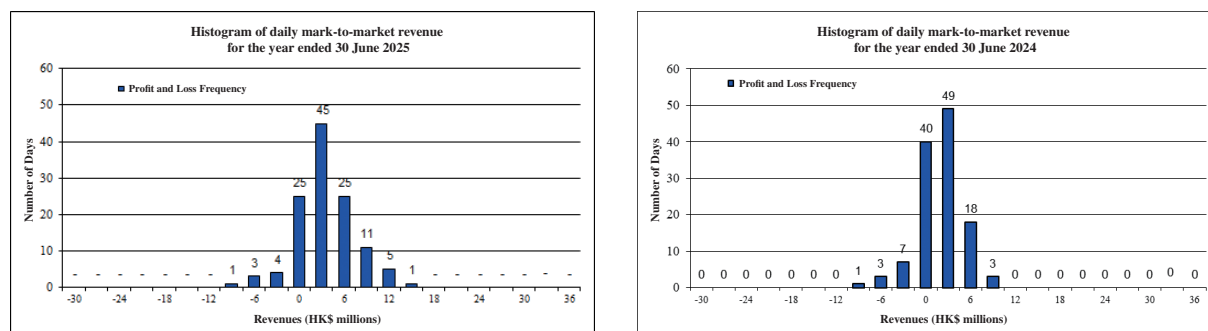 Histogram of daily mark-to-market revenue
for the year ended 30 June 2025
Number of Days
60
50
40
30
20
10
0
Profit and Loss Frequency
- - - - - - - 1 3 4 25 45 25 11 5 1 - - - - - - -
-30 -24 -18 -12 -6 0 6 12 18 24 30 36
Revenues (HK$ millions)
Histogram of daily mark-to-market revenue
for the year ended 30 June 2024
Number of Days
60
50
40
30
20
10
0
Profit and Loss Frequency
0 0 0 0 0 0 0 1 3 7 40 49 18 3 0 0 0 0 0 0 0 0 0
-30 -24 -18 -12 -6 0 6 12 18 24 30 36
Revenues (HK$ millions)